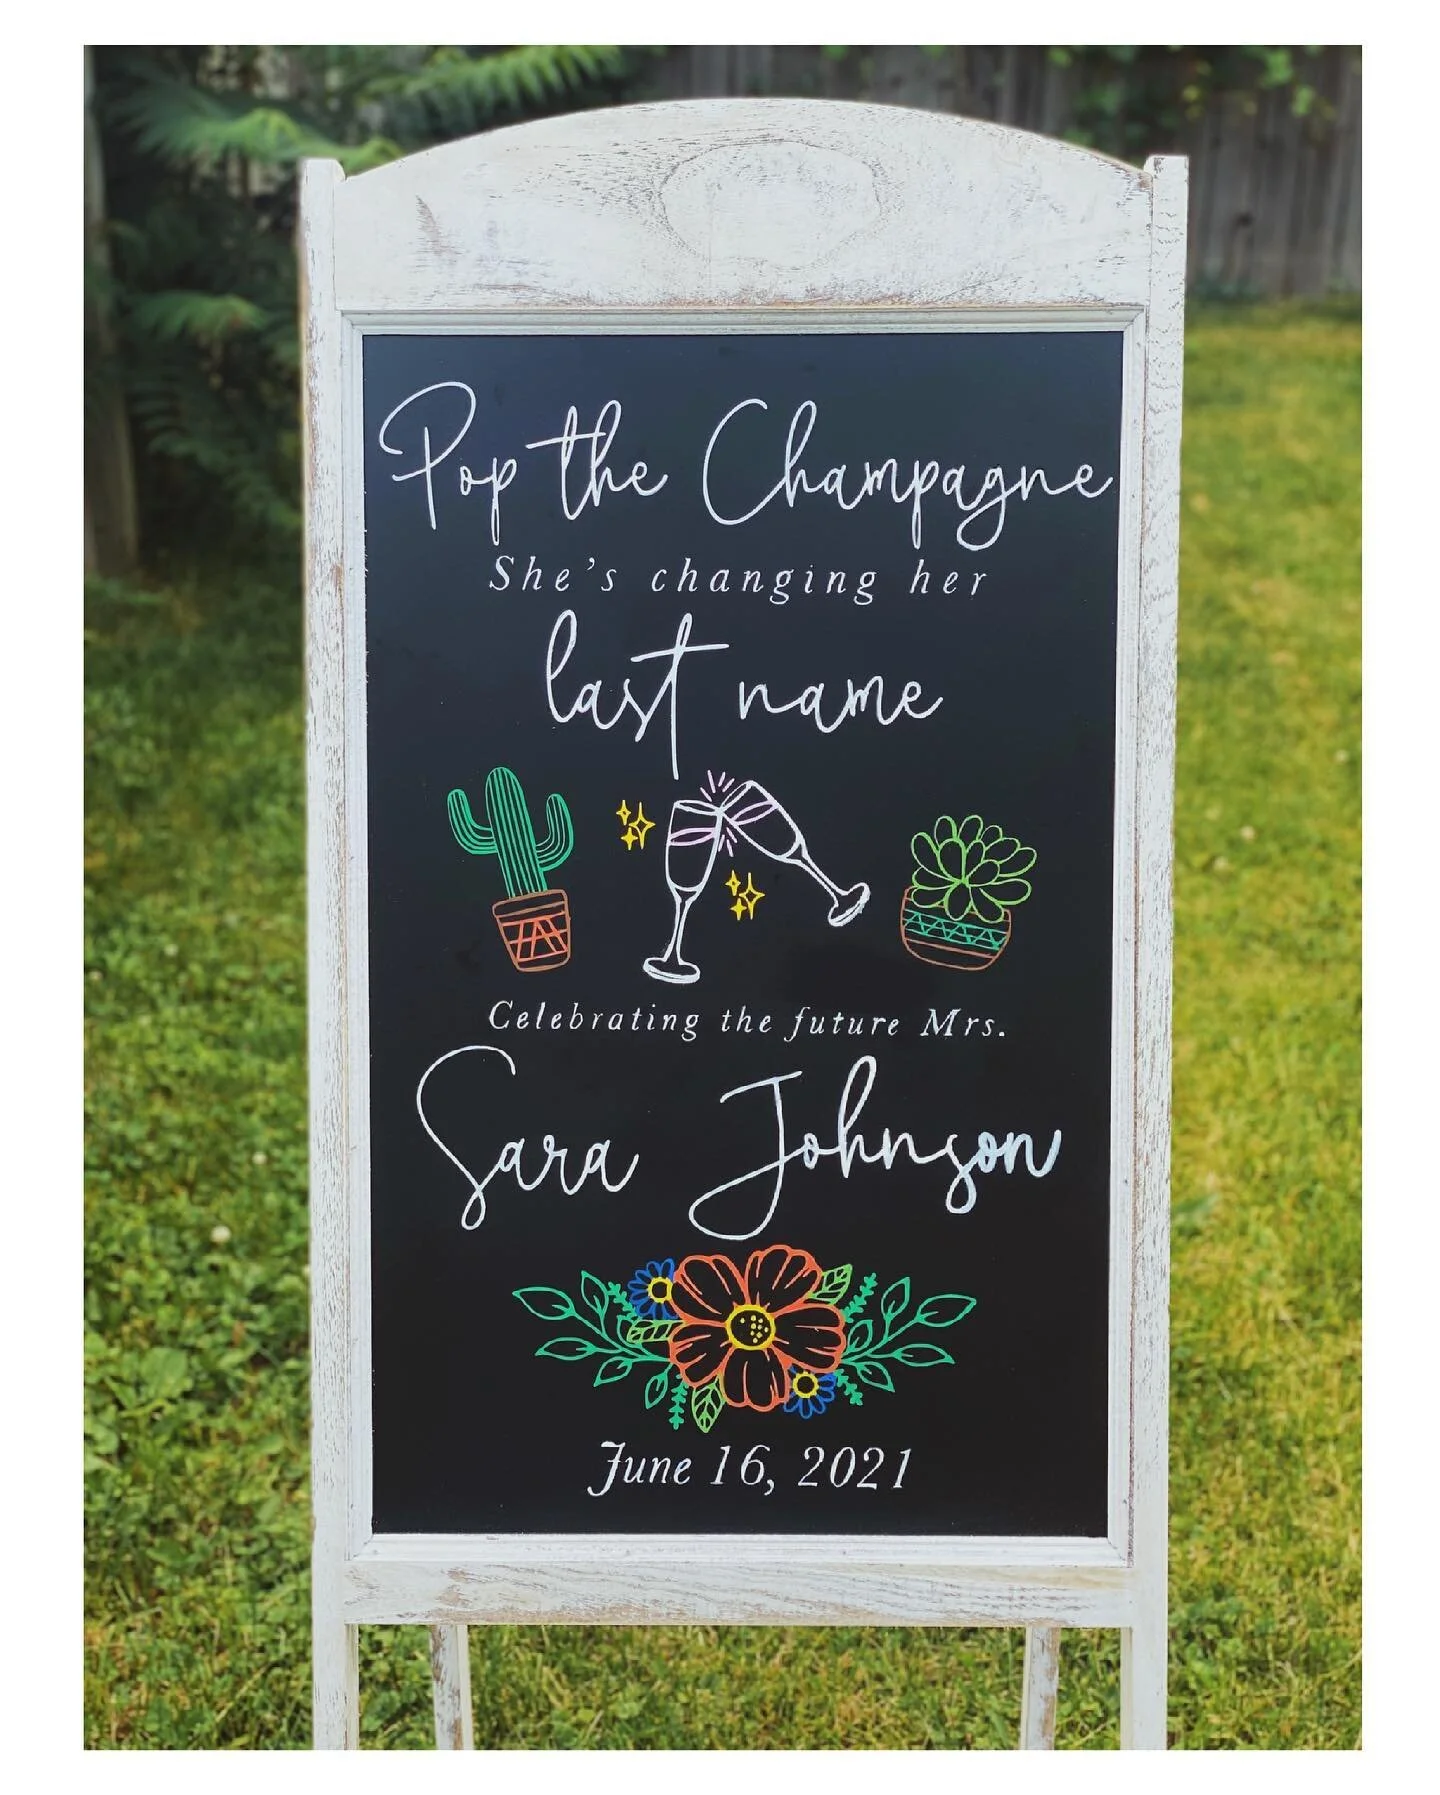 Pop the Champagne
She's changing her
last name
Celebrating the future Mrs.
Sara Johnson
June 16, 2021